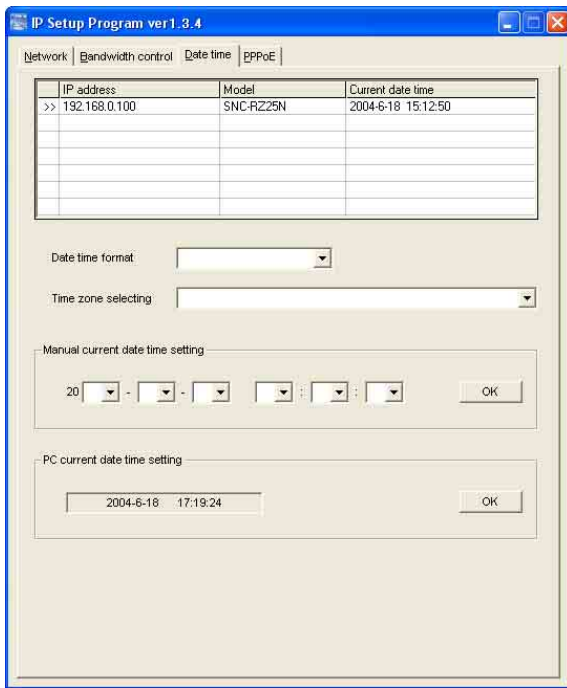 IP Setup Program ver1.3.4
Network Bandwidth control Date time PPPoE
IP address Model Current date time
>> 192.168.0.100 SNC-RZ25N 2004-6-18 15:12:50
Date time format
Time zone selecting
Manual current date time setting
20 - - : : OK
PC current date time setting
2004-6-18 17:19:24 OK